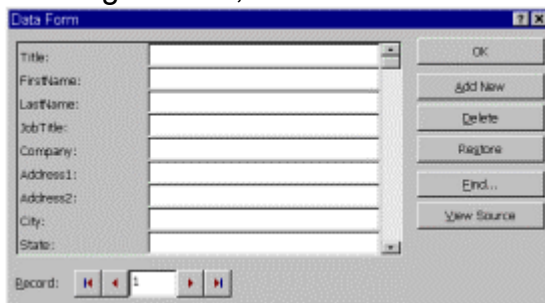 Data Form
Title:
FirstName:
LastName:
JobTitle:
Company:
Address1:
Address2:
City:
State:
OK
Add New
Delete
Restore
Find...
View Source
Record: 1